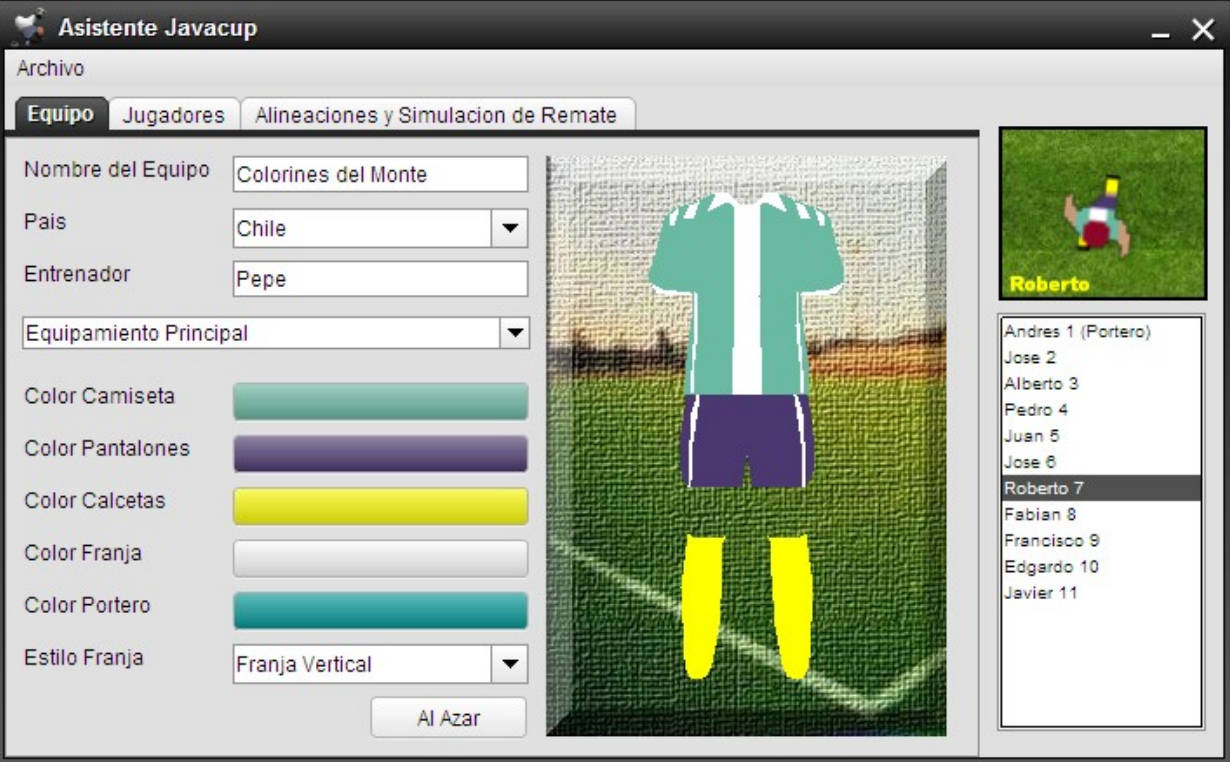 Asistente Javacup
Archivo
Equipo
Jugadores
Alineaciones y Simulacion de Remate
Nombre del Equipo
Colorines del Monte
Pais
Chile
Entrenador
Pepe
Equipamiento Principal
Color Camiseta
Color Pantalones
Color Calcetas
Color Franja
Color Portero
Estilo Franja
Franja Vertical
Al Azar
Roberto
Andres 1 (Portero)
Jose 2
Alberto 3
Pedro 4
Juan 5
Jose 6
Roberto 7
Fabian 8
Francisco 9
Edgardo 10
Javier 11